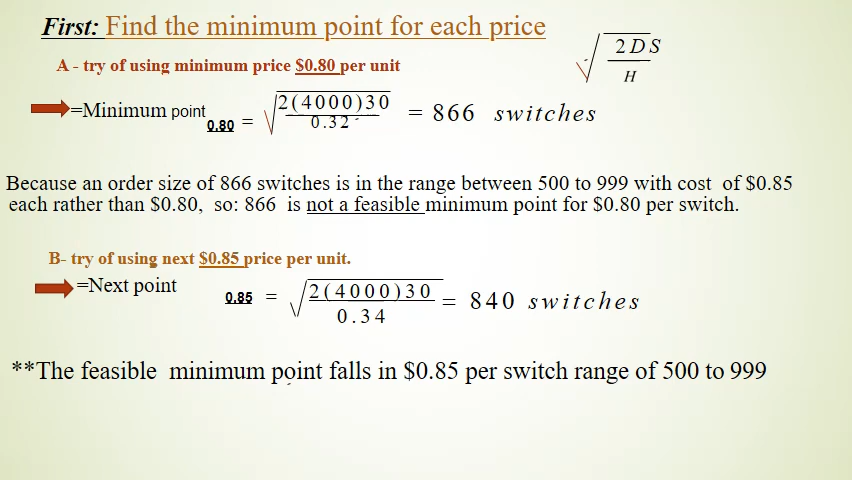 First: Find the minimum point for each price
√ 2DS
H
A - try of using minimum price $0.80 per unit
=Minimum point 0.80 = √ 2(4000)30 / 0.32 = 866 switches
Because an order size of 866 switches is in the range between 500 to 999 with cost of $0.85
each rather than $0.80, so: 866 is not a feasible minimum point for $0.80 per switch.
B- try of using next $0.85 price per unit.
=Next point 0.85 = √ 2(4000)30 / 0.34 = 840 switches
**The feasible minimum point falls in $0.85 per switch range of 500 to 999